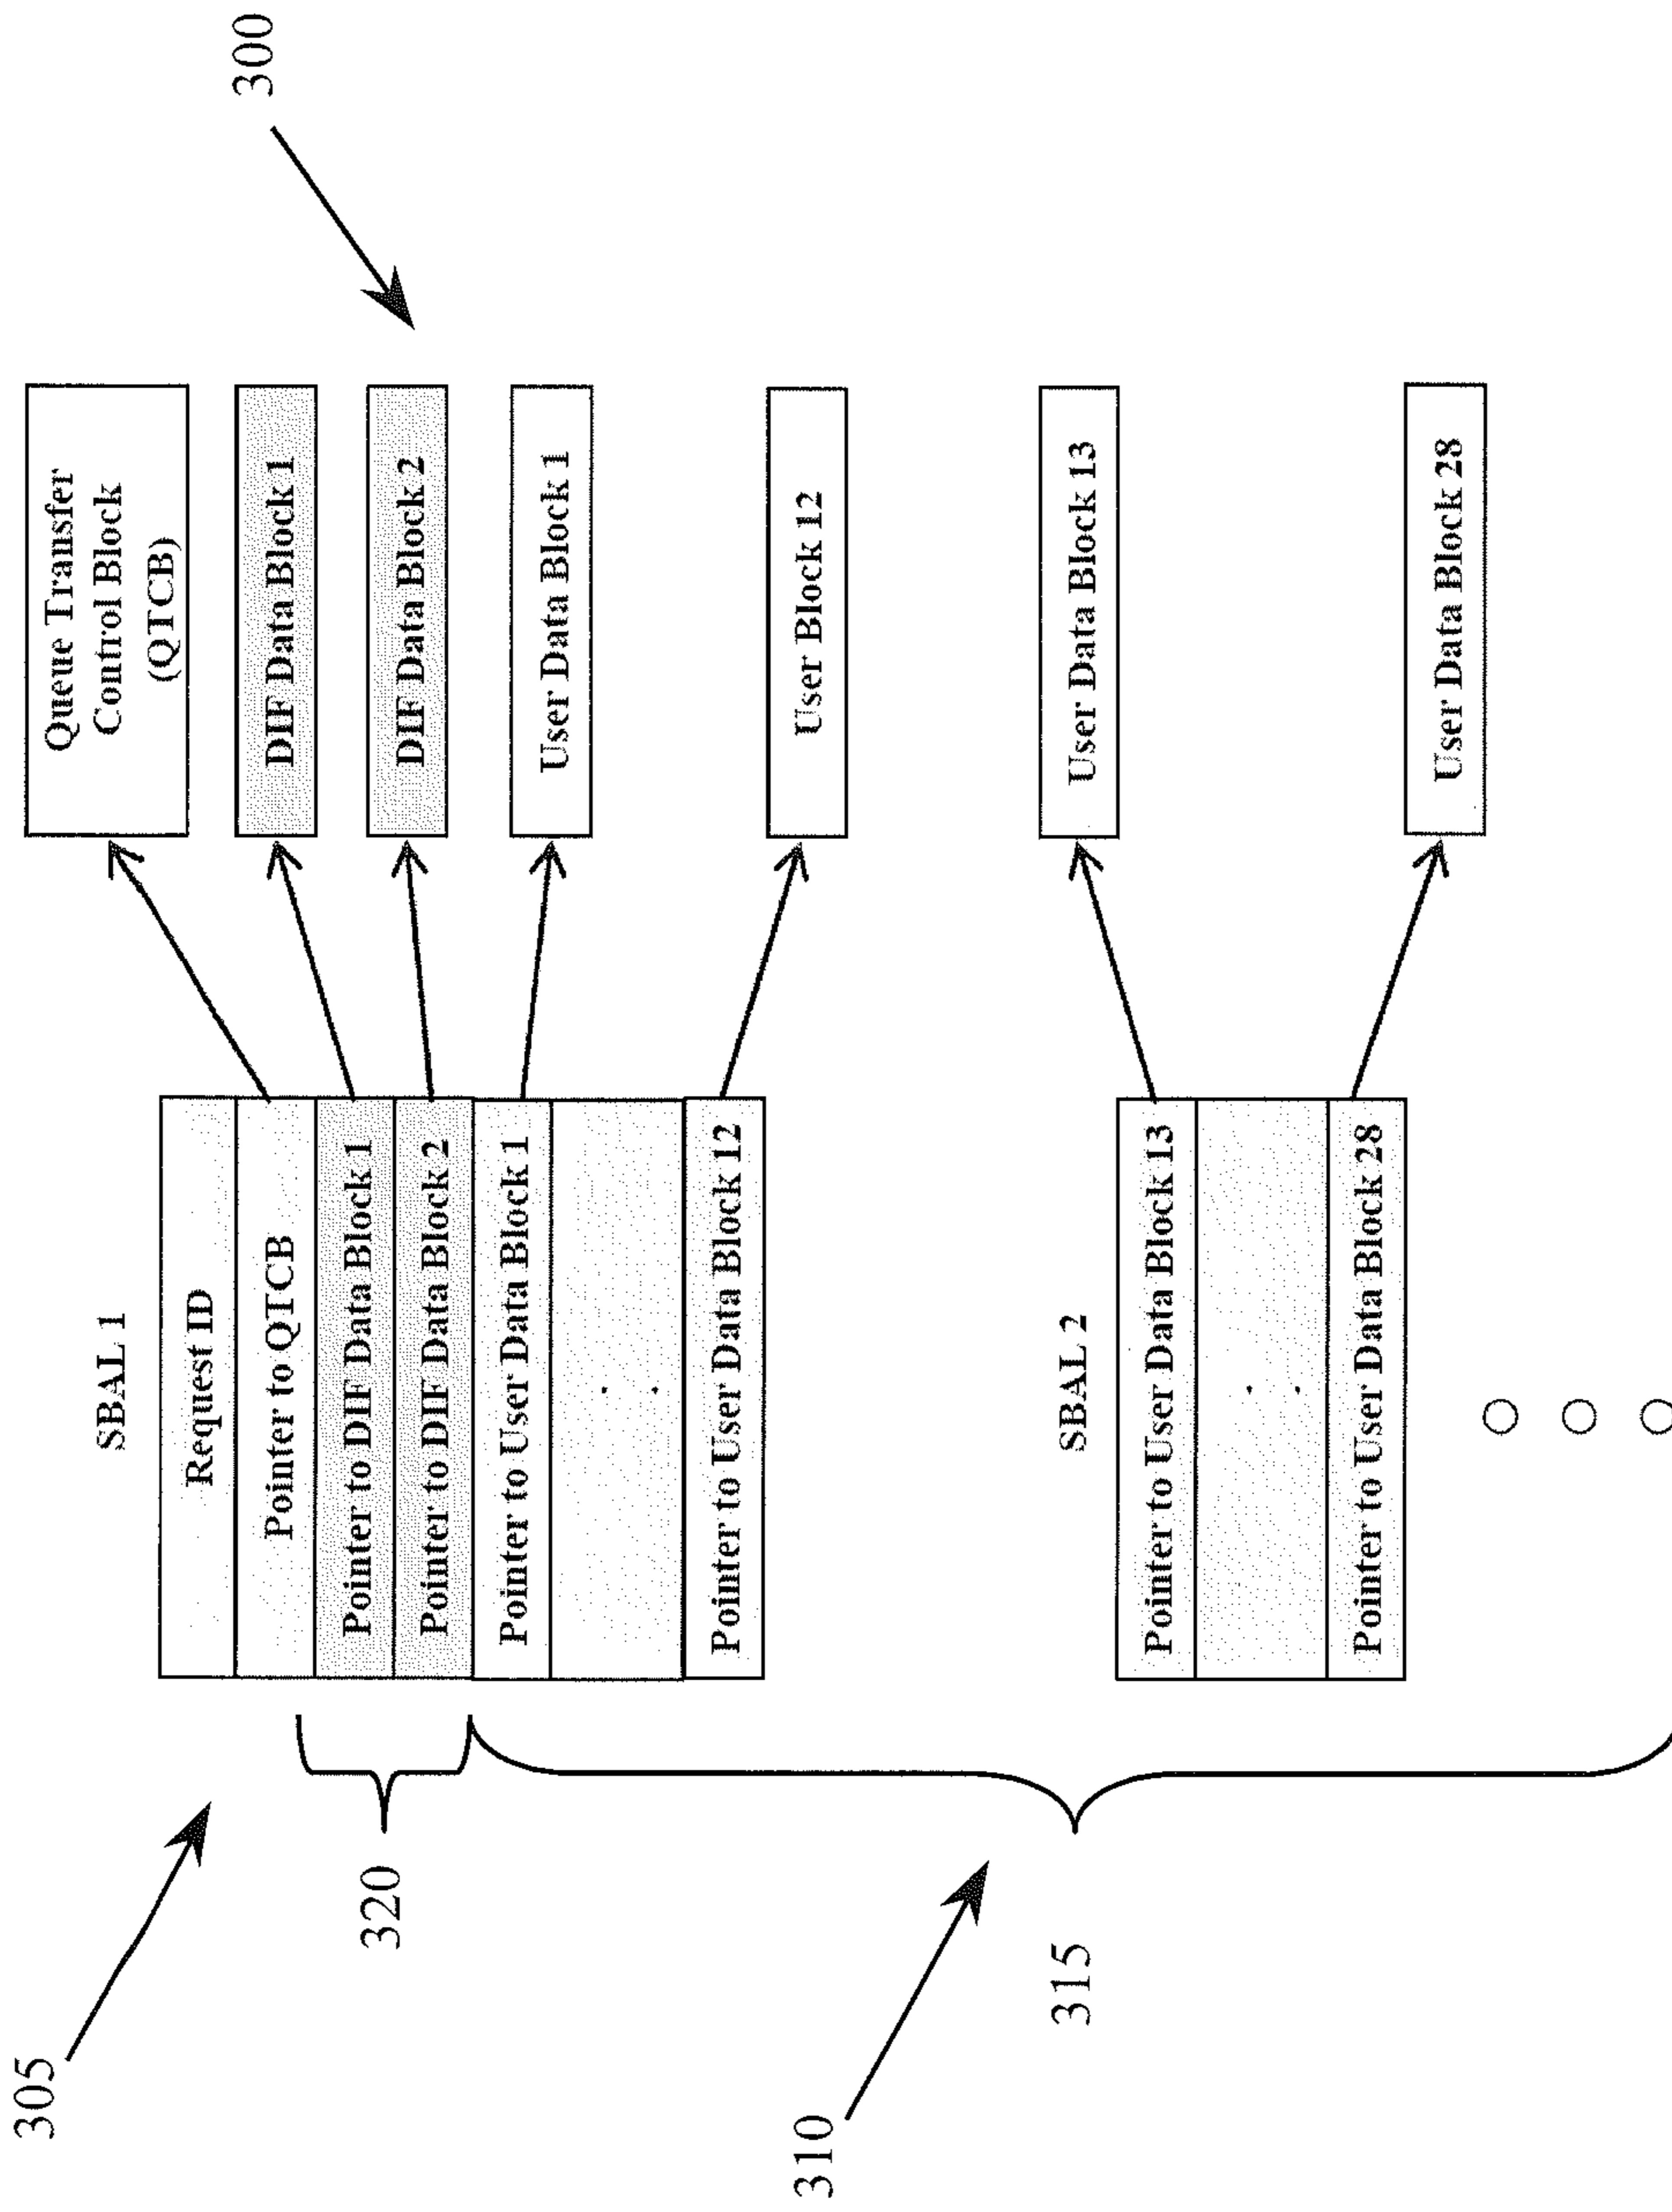 305
310
320
315
SBAL 1
Request ID
Pointer to QTCB
Pointer to DIF Data Block 1
Pointer to DIF Data Block 2
Pointer to User Data Block 1
Pointer to User Data Block 12
SBAL 2
Pointer to User Data Block 13
Pointer to User Data Block 28
Queue Transfer
Control Block
(QTCB)
DIF Data Block 1
DIF Data Block 2
User Data Block 1
User Block 12
User Data Block 13
User Data Block 28
300